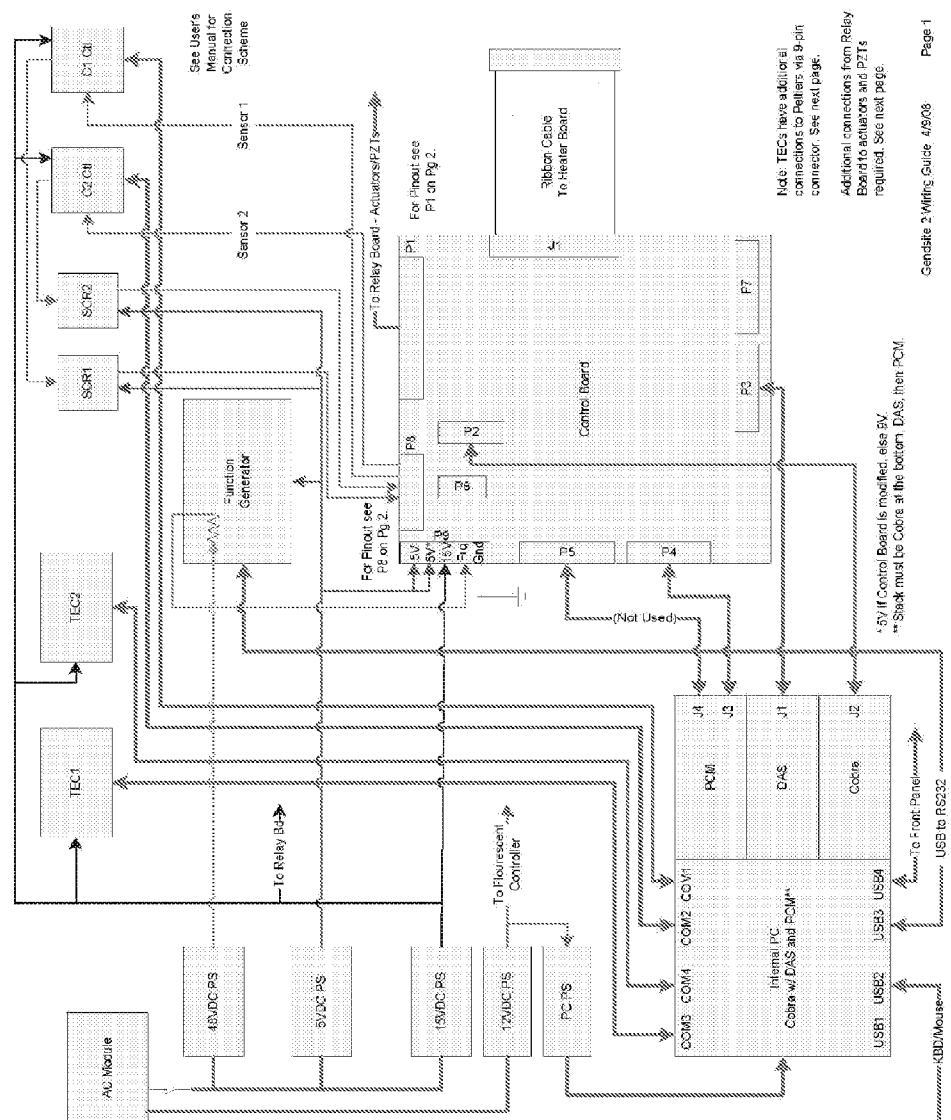 AC Module
48VDC PS
5VDC PS
15VDC PS
12VDC PS
PC PS
TEC1
TEC2
To Relay Bd
To Flourescent
Controller
Function
Generator
SCR1
SCR2
C2 Ctl
C1 Ctl
See User's
Manual for
Connection
Scheme
Sensor 1
Sensor 2
To Relay Board - Actuators/PZTs
For Pinout see
P8 on Pg 2.
For Pinout see
P1 on Pg 2.
5V
5V*
15V
Frq
Gnd
P8
P1
P6
P2
J1
Ribbon Cable
To Heater Board
Control Board
P5
P4
P3
P7
(Not Used)
COM3
COM4
COM2
COM1
Internal PC
Cobra w/ DAS and PCM**
USB1
USB2
USB3
USB4
PCM
J4
J3
DAS
J1
Cobra
J2
To Front Panel
USB to RS232
KBD/Mouse
* 5V if Control Board is modified, else 9V.
** Stack must be Cobra at the bottom, DAS, then PCM.
Note: TECs have additional
connections to Peltiers via 9-pin
connector. See next page.
Additional connections from Relay
Board to actuators and PZTs
required. See next page.
Gendsite 2 Wiring Guide 4/9/08
Page 1